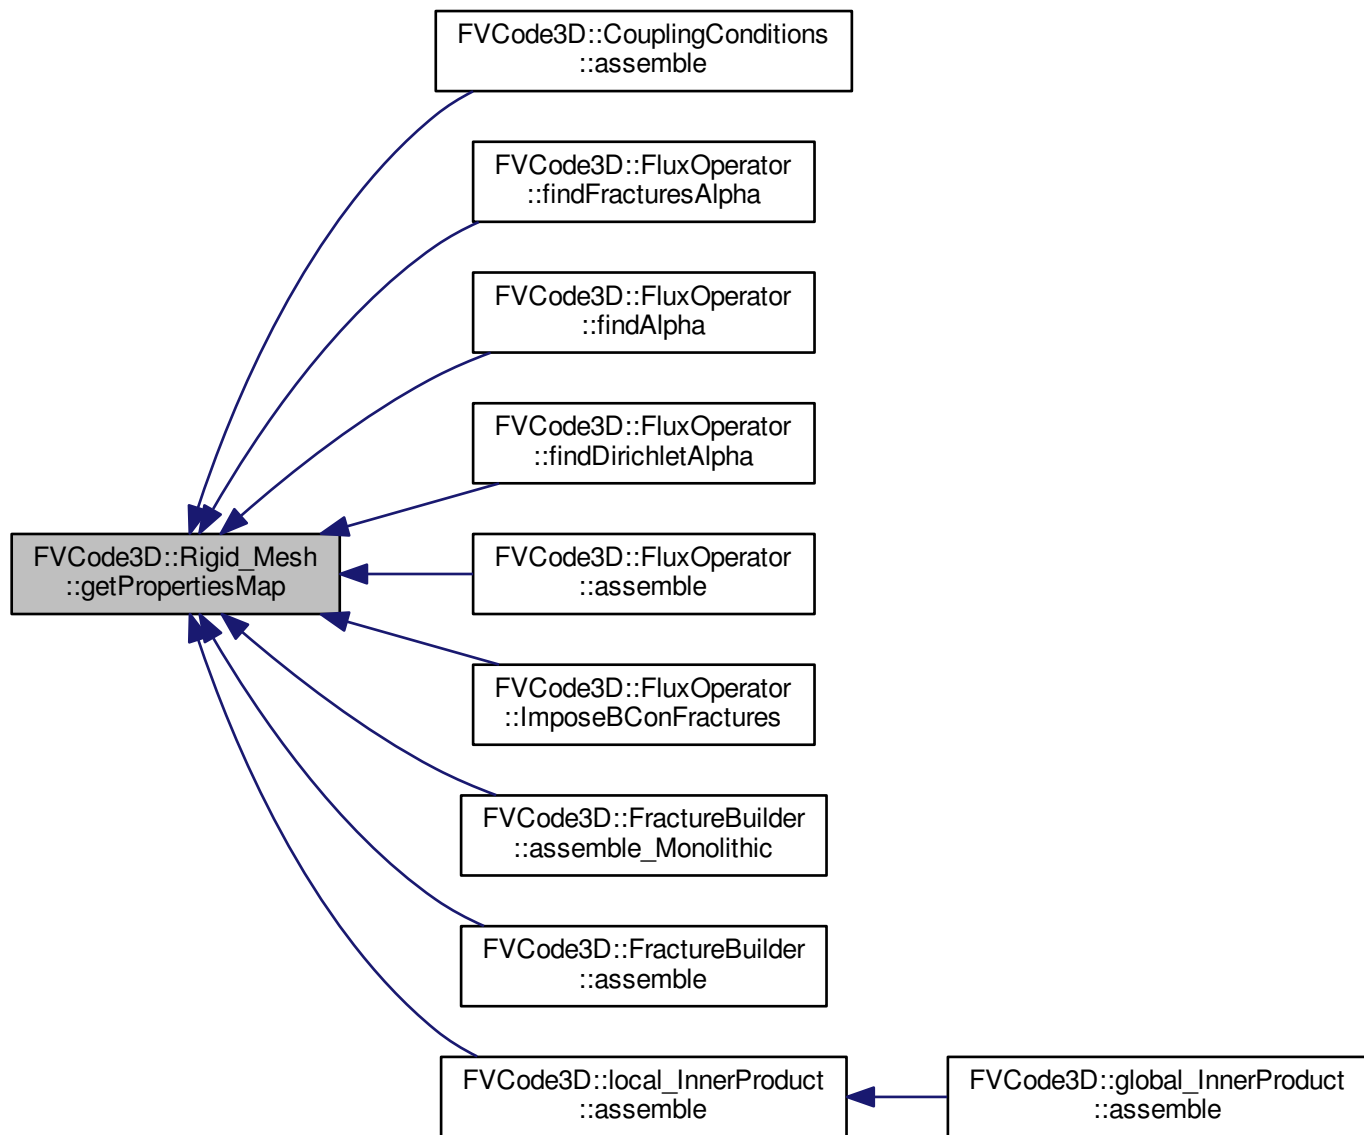 FVCode3D::CouplingConditions
::assemble
FVCode3D::FluxOperator
::findFracturesAlpha
FVCode3D::FluxOperator
::findAlpha
FVCode3D::FluxOperator
::findDirichletAlpha
FVCode3D::Rigid_Mesh
::getPropertiesMap
FVCode3D::FluxOperator
::assemble
FVCode3D::FluxOperator
::ImposeBConFractures
FVCode3D::FractureBuilder
::assemble_Monolithic
FVCode3D::FractureBuilder
::assemble
FVCode3D::local_InnerProduct
::assemble
FVCode3D::global_InnerProduct
::assemble